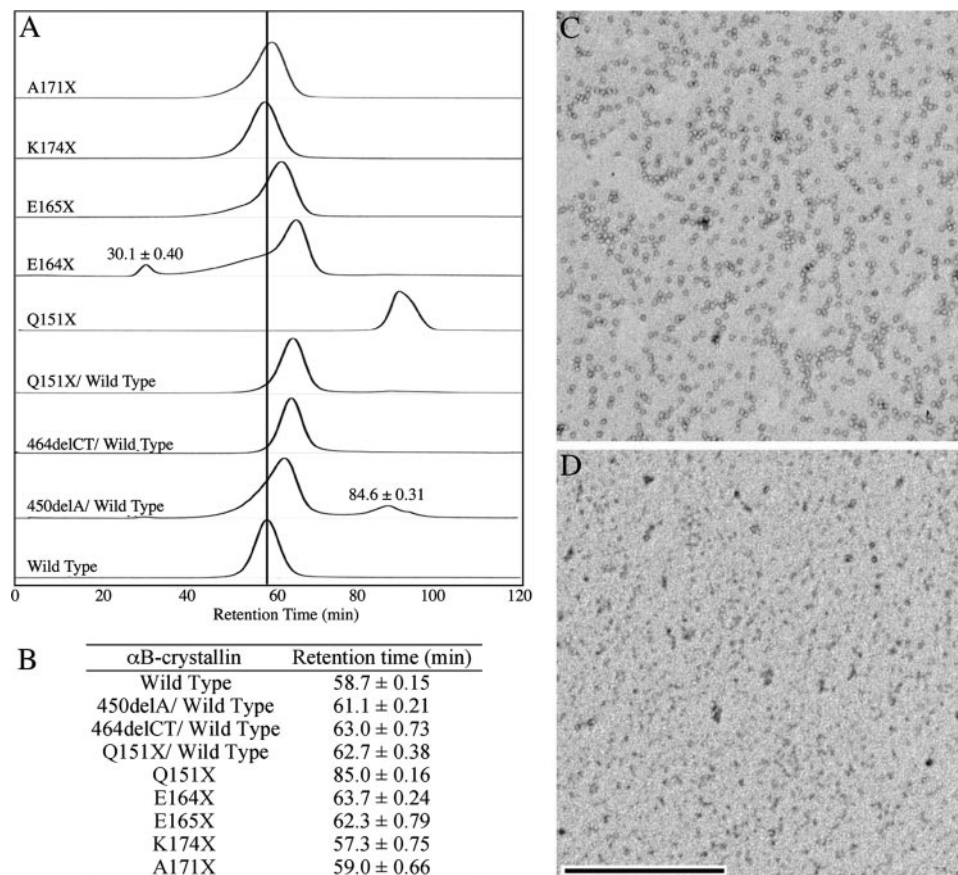 A
A171X
K174X
E165X
30.1 ± 0.40
E164X
Q151X
Q151X/ Wild Type
464delCT/ Wild Type
84.6 ± 0.31
450delA/ Wild Type
Wild Type
0 20 40 60 80 100 120
Retention Time (min)
B
αB-crystallin Retention time (min)
Wild Type 58.7 ± 0.15
450delA/ Wild Type 61.1 ± 0.21
464delCT/ Wild Type 63.0 ± 0.73
Q151X/ Wild Type 62.7 ± 0.38
Q151X 85.0 ± 0.16
E164X 63.7 ± 0.24
E165X 62.3 ± 0.79
K174X 57.3 ± 0.75
A171X 59.0 ± 0.66
C
D